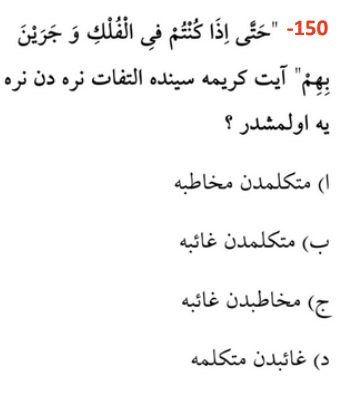 150- "حَتَّى اِذَا كُنْتُمْ فِى الْفُلْكِ وَ جَرَيْنَ
بِهِمْ" آيت كريمه سينده التفات نره دن نره
يه اولمشدر ؟
ا) متكلمدن مخاطبه
ب) متكلمدن غائبه
ج) مخاطبدن غائبه
د) غائبدن متكلمه